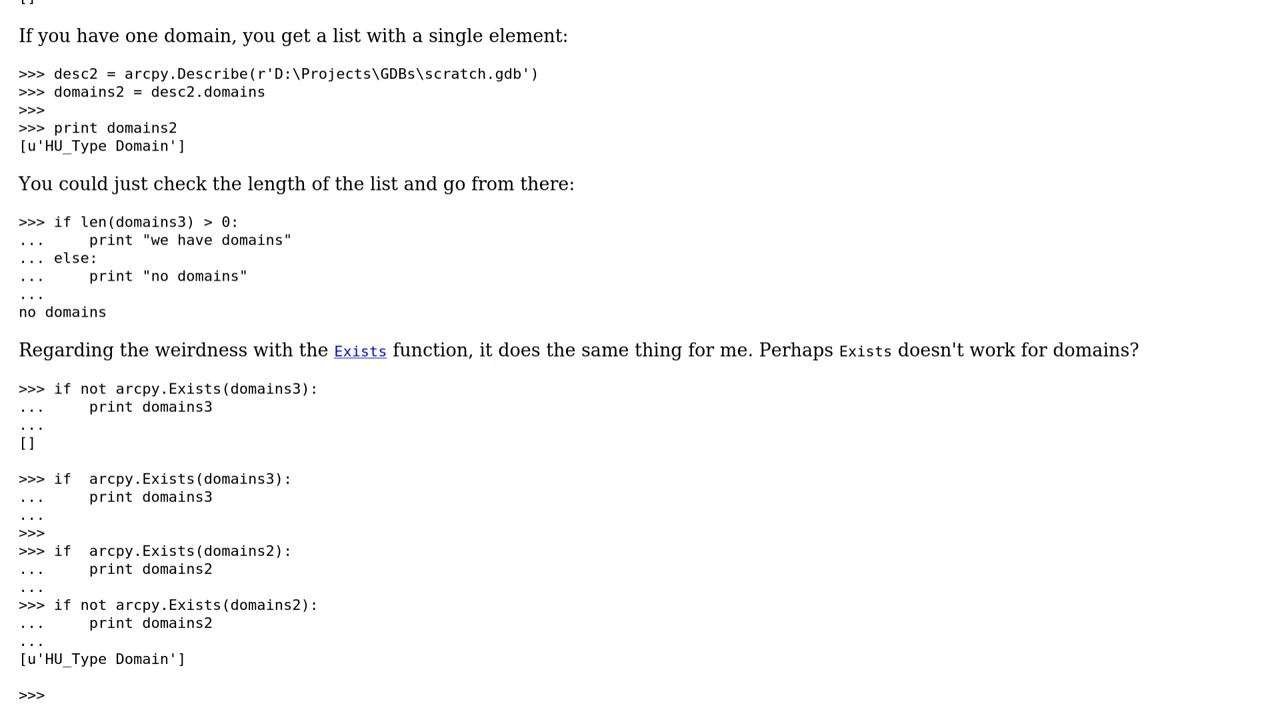 []
If you have one domain, you get a list with a single element:
>>> desc2 = arcpy.Describe(r'D:\Projects\GDBs\scratch.gdb')
>>> domains2 = desc2.domains
>>>
>>> print domains2
[u'HU_Type Domain']
You could just check the length of the list and go from there:
>>> if len(domains3) > 0:
...     print "we have domains"
... else:
...     print "no domains"
...
no domains
Regarding the weirdness with the Exists function, it does the same thing for me. Perhaps Exists doesn't work for domains?
>>> if not arcpy.Exists(domains3):
...     print domains3
...
[]
>>> if  arcpy.Exists(domains3):
...     print domains3
...
>>>
>>> if  arcpy.Exists(domains2):
...     print domains2
...
>>> if not arcpy.Exists(domains2):
...     print domains2
...
[u'HU_Type Domain']
>>>